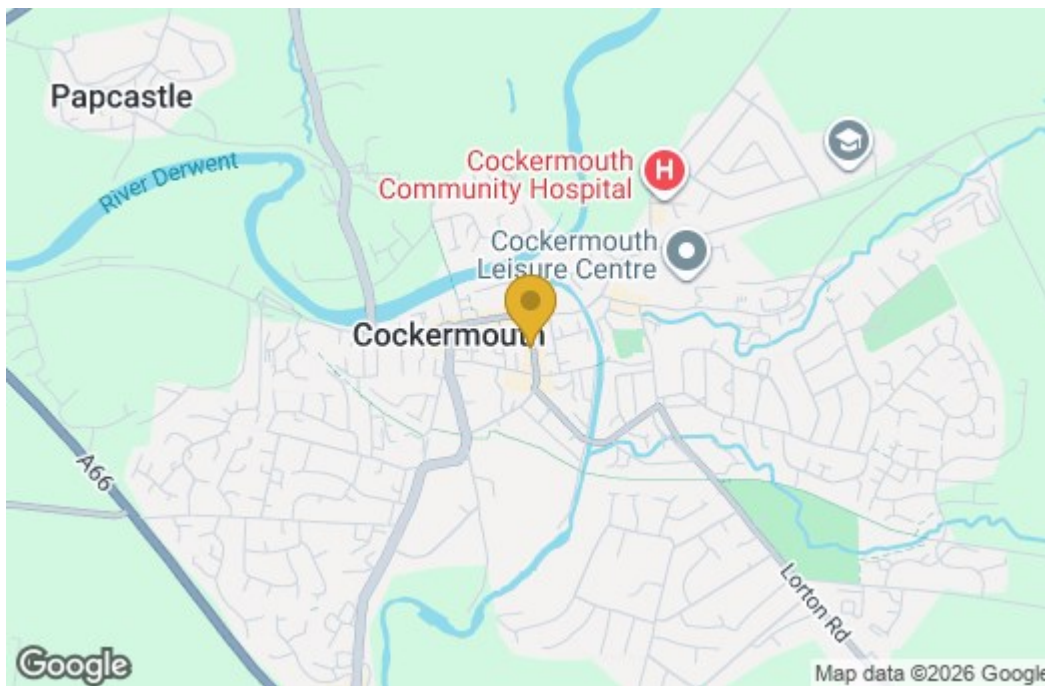 Papcastle
River Derwent
Cockermouth
Community Hospital
H
Cockermouth
Leisure Centre
Cockermouth
A66
Lorton Rd
Google
Map data ©2026 Google